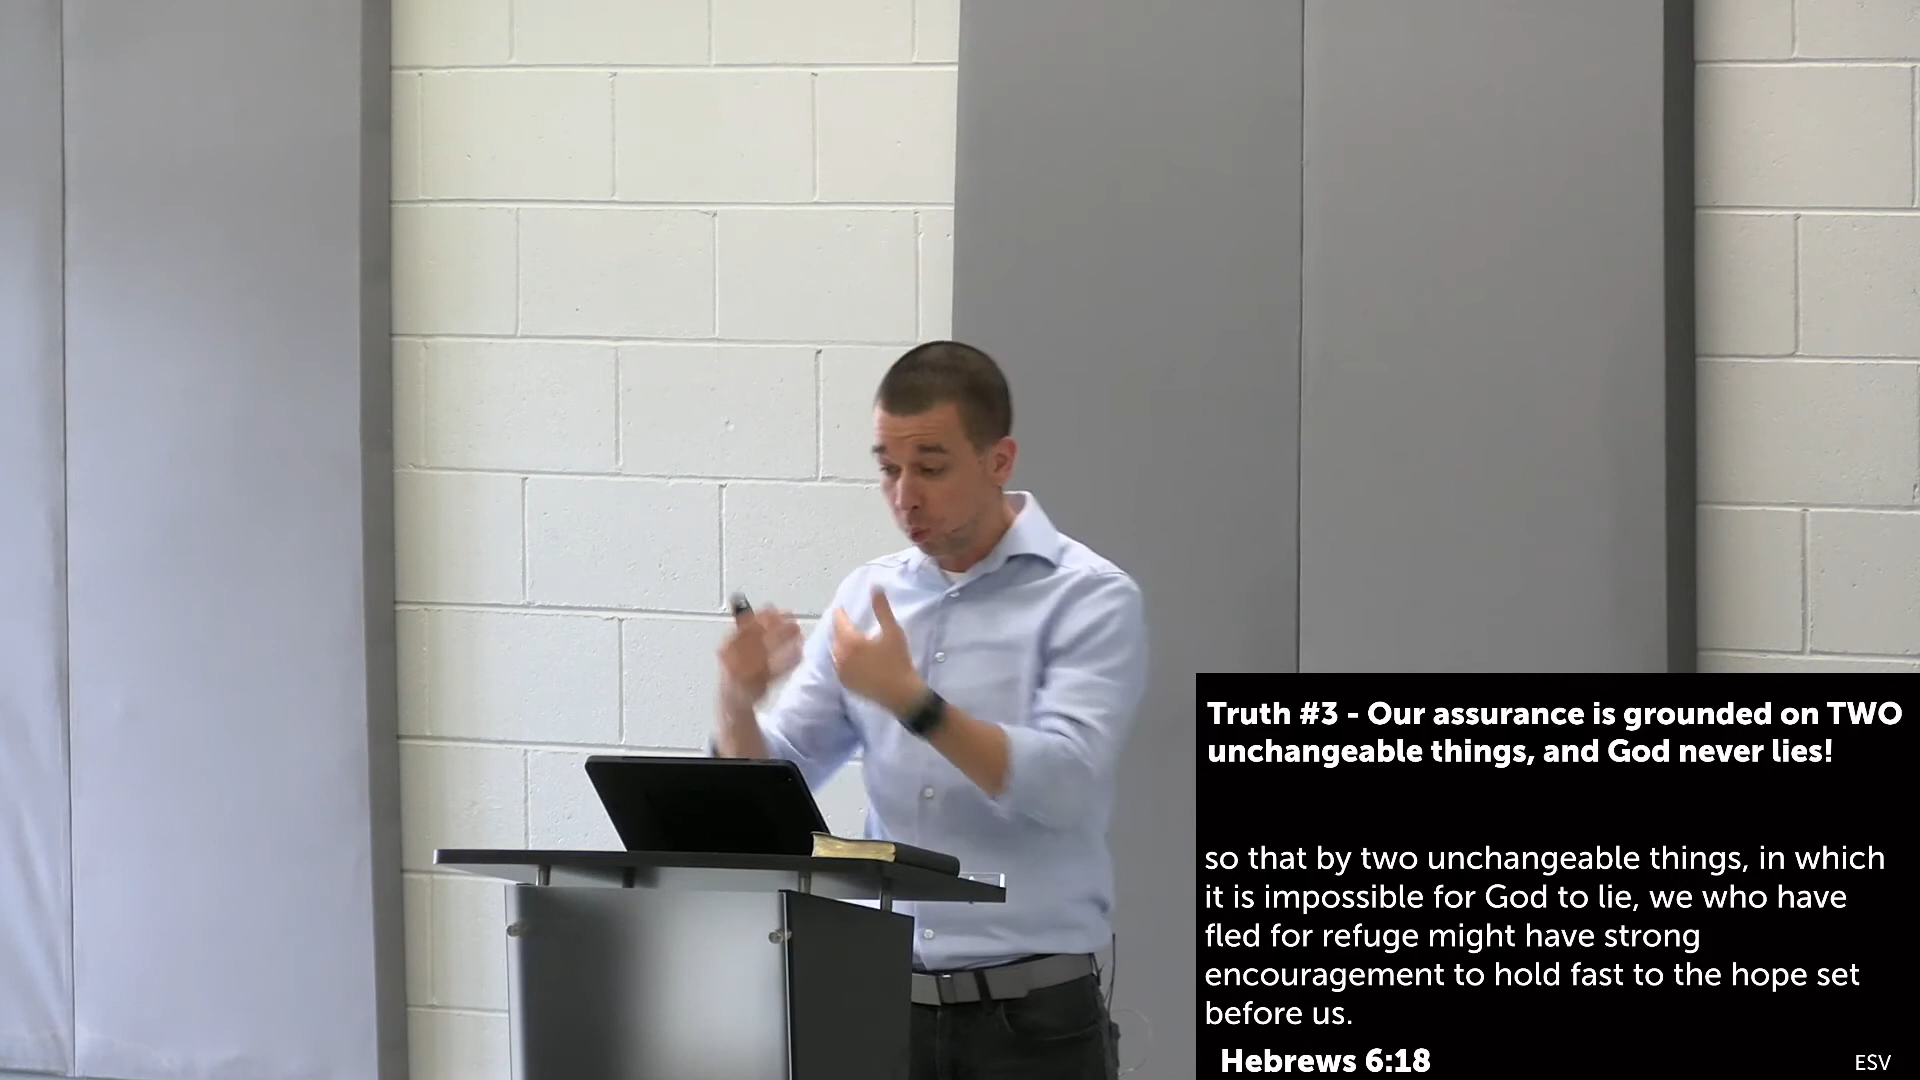 Truth #3 - Our assurance is grounded on TWO
unchangeable things, and God never lies!
so that by two unchangeable things, in which
it is impossible for God to lie, we who have
fled for refuge might have strong
encouragement to hold fast to the hope set
before us.
Hebrews 6:18
ESV